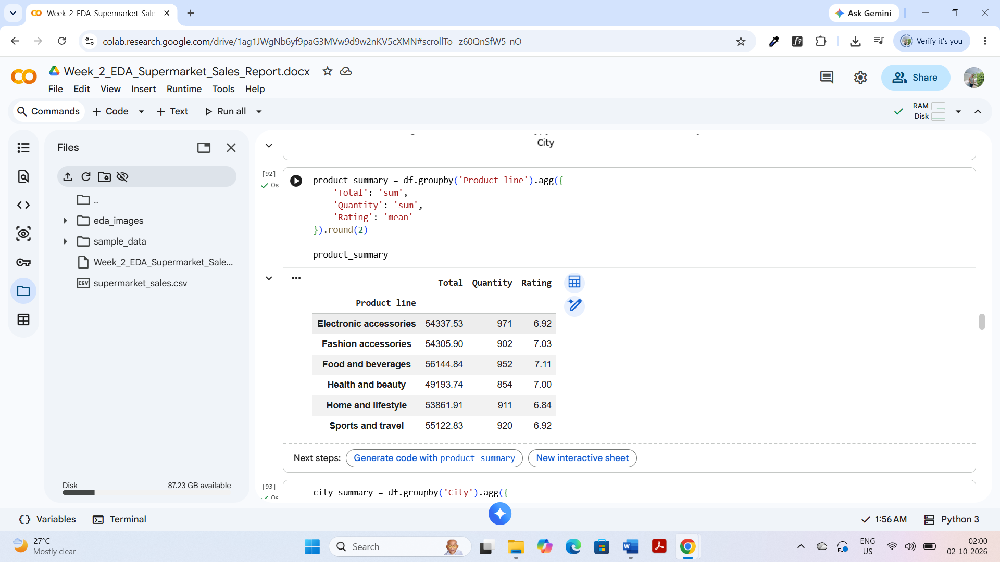 Week_2_EDA_Supermarket_Sale
Ask Gemini
colab.research.google.com/drive/1ag1JWgNb6yf9paG3MVw9d9w2nKV5cXMN#scrollTo=z60QnSfW5-nO
Verify it's you
Week_2_EDA_Supermarket_Sales_Report.docx
File Edit View Insert Runtime Tools Help
Share
Commands + Code + Text Run all
RAM
Disk
Files
..
eda_images
sample_data
Week_2_EDA_Supermarket_Sale...
supermarket_sales.csv
Disk 87.23 GB available
City
[92]
0s
product_summary = df.groupby('Product line').agg({
'Total': 'sum',
'Quantity': 'sum',
'Rating': 'mean'
}).round(2)
product_summary
Total Quantity Rating
Product line
Electronic accessories 54337.53 971 6.92
Fashion accessories 54305.90 902 7.03
Food and beverages 56144.84 952 7.11
Health and beauty 49193.74 854 7.00
Home and lifestyle 53861.91 911 6.84
Sports and travel 55122.83 920 6.92
Next steps: Generate code with product_summary New interactive sheet
[93]
0s
city_summary = df.groupby('City').agg({
Variables Terminal
1:56 AM Python 3
27°C
Mostly clear
Search
ENG
US
02:00
02-10-2026